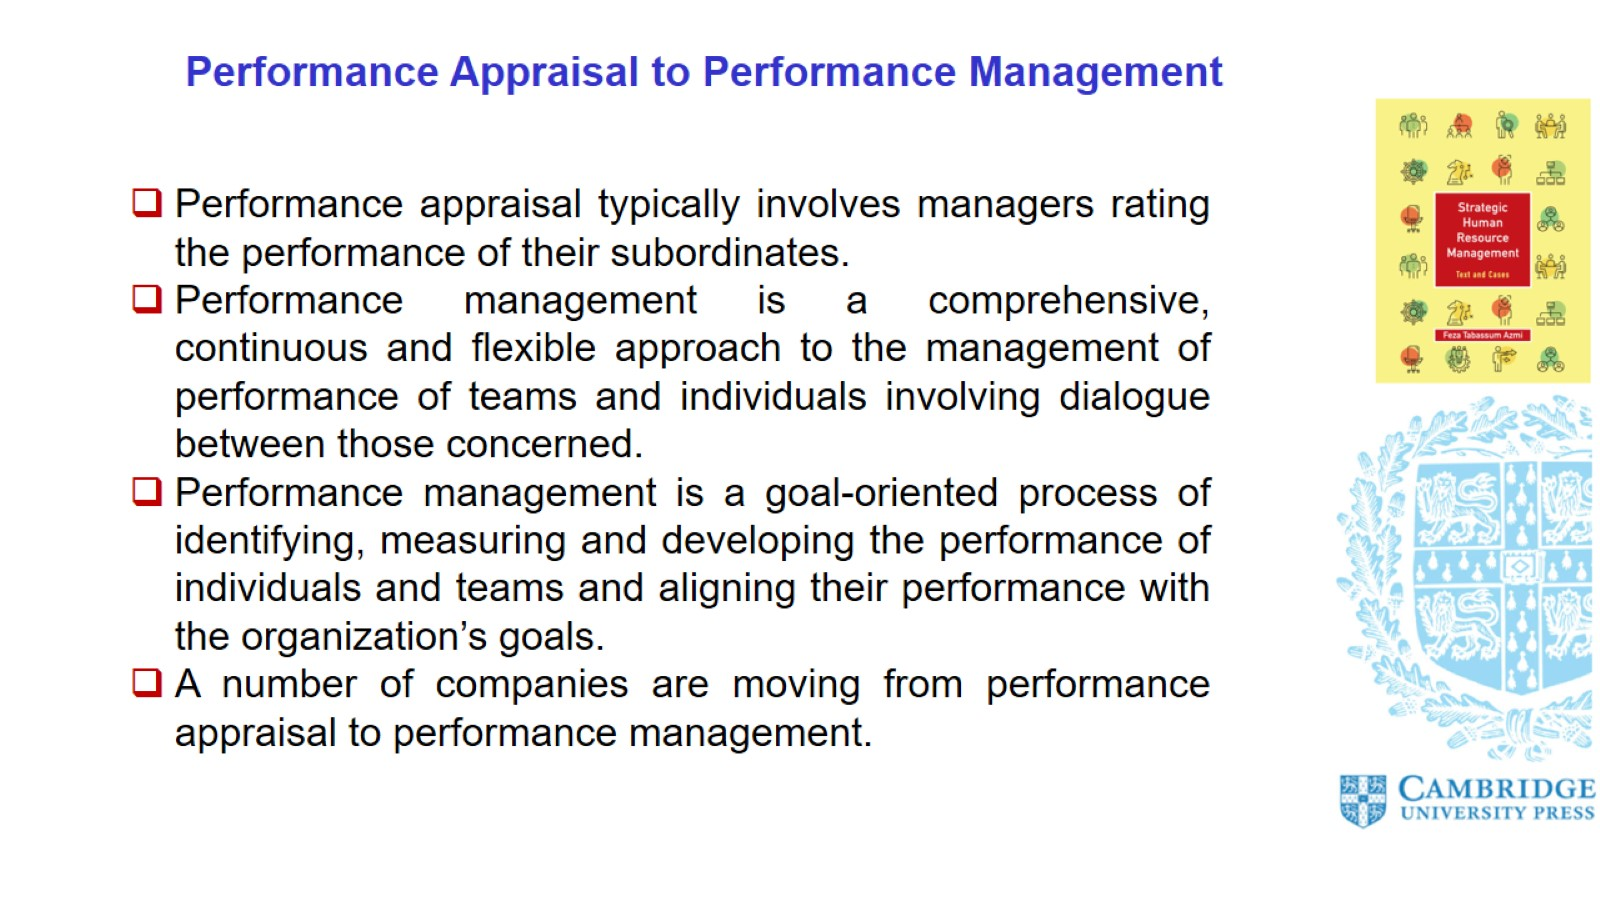 Performance Appraisal to Performance Management
Performance appraisal typically involves managers rating
the performance of their subordinates.
Performance management is a comprehensive,
continuous and flexible approach to the management of
performance of teams and individuals involving dialogue
between those concerned.
Performance management is a goal-oriented process of
identifying, measuring and developing the performance of
individuals and teams and aligning their performance with
the organization’s goals.
A number of companies are moving from performance
appraisal to performance management.
Strategic
Human
Resource
Management
Text and Cases
Feza Tabassum Azmi
CAMBRIDGE
UNIVERSITY PRESS